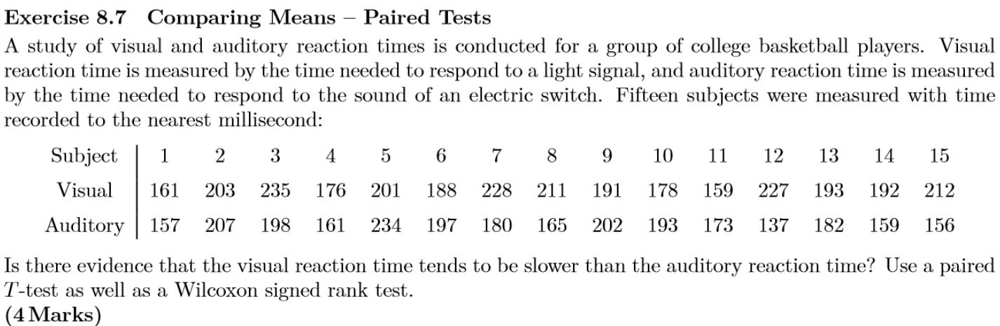 Exercise 8.7 Comparing Means – Paired Tests
A study of visual and auditory reaction times is conducted for a group of college basketball players. Visual
reaction time is measured by the time needed to respond to a light signal, and auditory reaction time is measured
by the time needed to respond to the sound of an electric switch. Fifteen subjects were measured with time
recorded to the nearest millisecond:
Subject 1 2 3 4 5 6 7 8 9 10 11 12 13 14 15
Visual 161 203 235 176 201 188 228 211 191 178 159 227 193 192 212
Auditory 157 207 198 161 234 197 180 165 202 193 173 137 182 159 156
Is there evidence that the visual reaction time tends to be slower than the auditory reaction time? Use a paired
T-test as well as a Wilcoxon signed rank test.
(4 Marks)